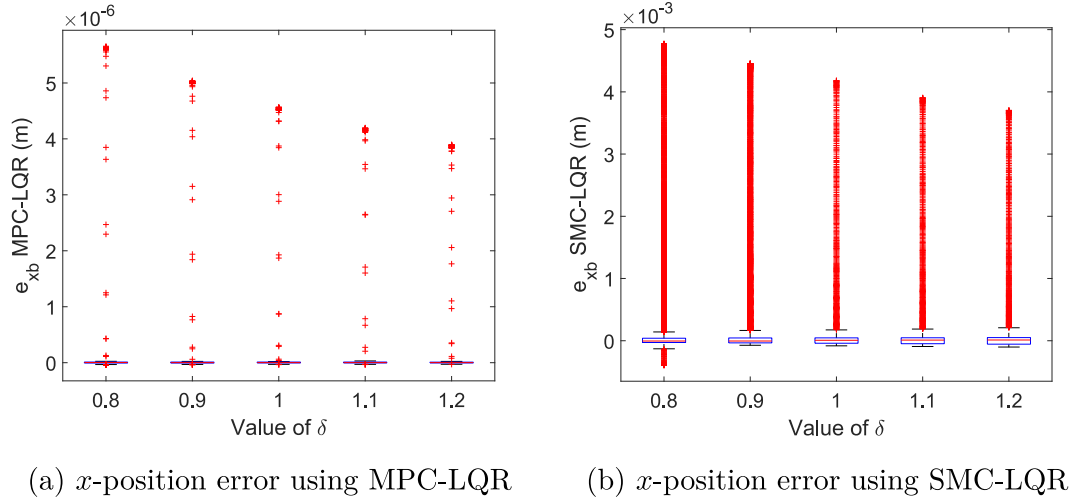 ×10⁻⁶
6
5
4
3
2
1
0
e_xb MPC-LQR (m)
0.8 0.9 1 1.1 1.2
Value of δ
(a) x-position error using MPC-LQR
×10⁻³
5
4
3
2
1
0
e_xb SMC-LQR (m)
0.8 0.9 1 1.1 1.2
Value of δ
(b) x-position error using SMC-LQR